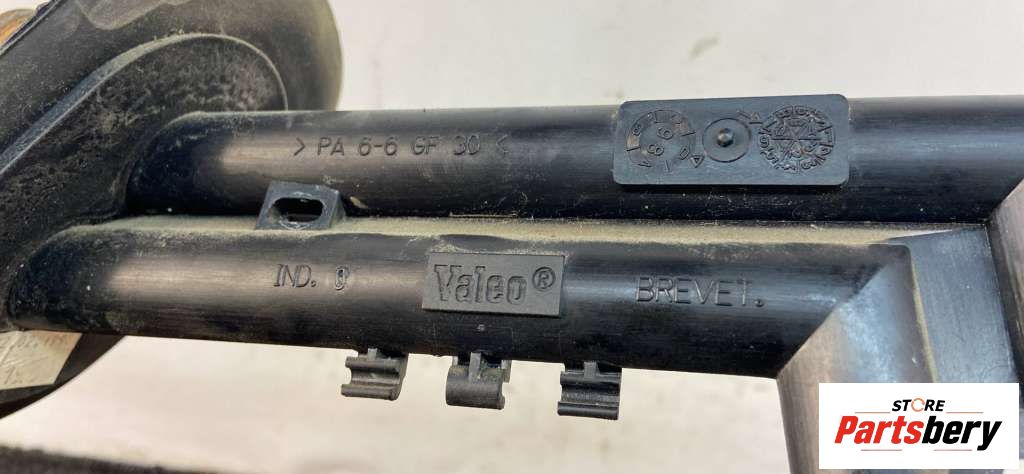 > PA 6-6 GF 30 <
IND. 0
Valeo®
BREVET.
STORE
Partsbery